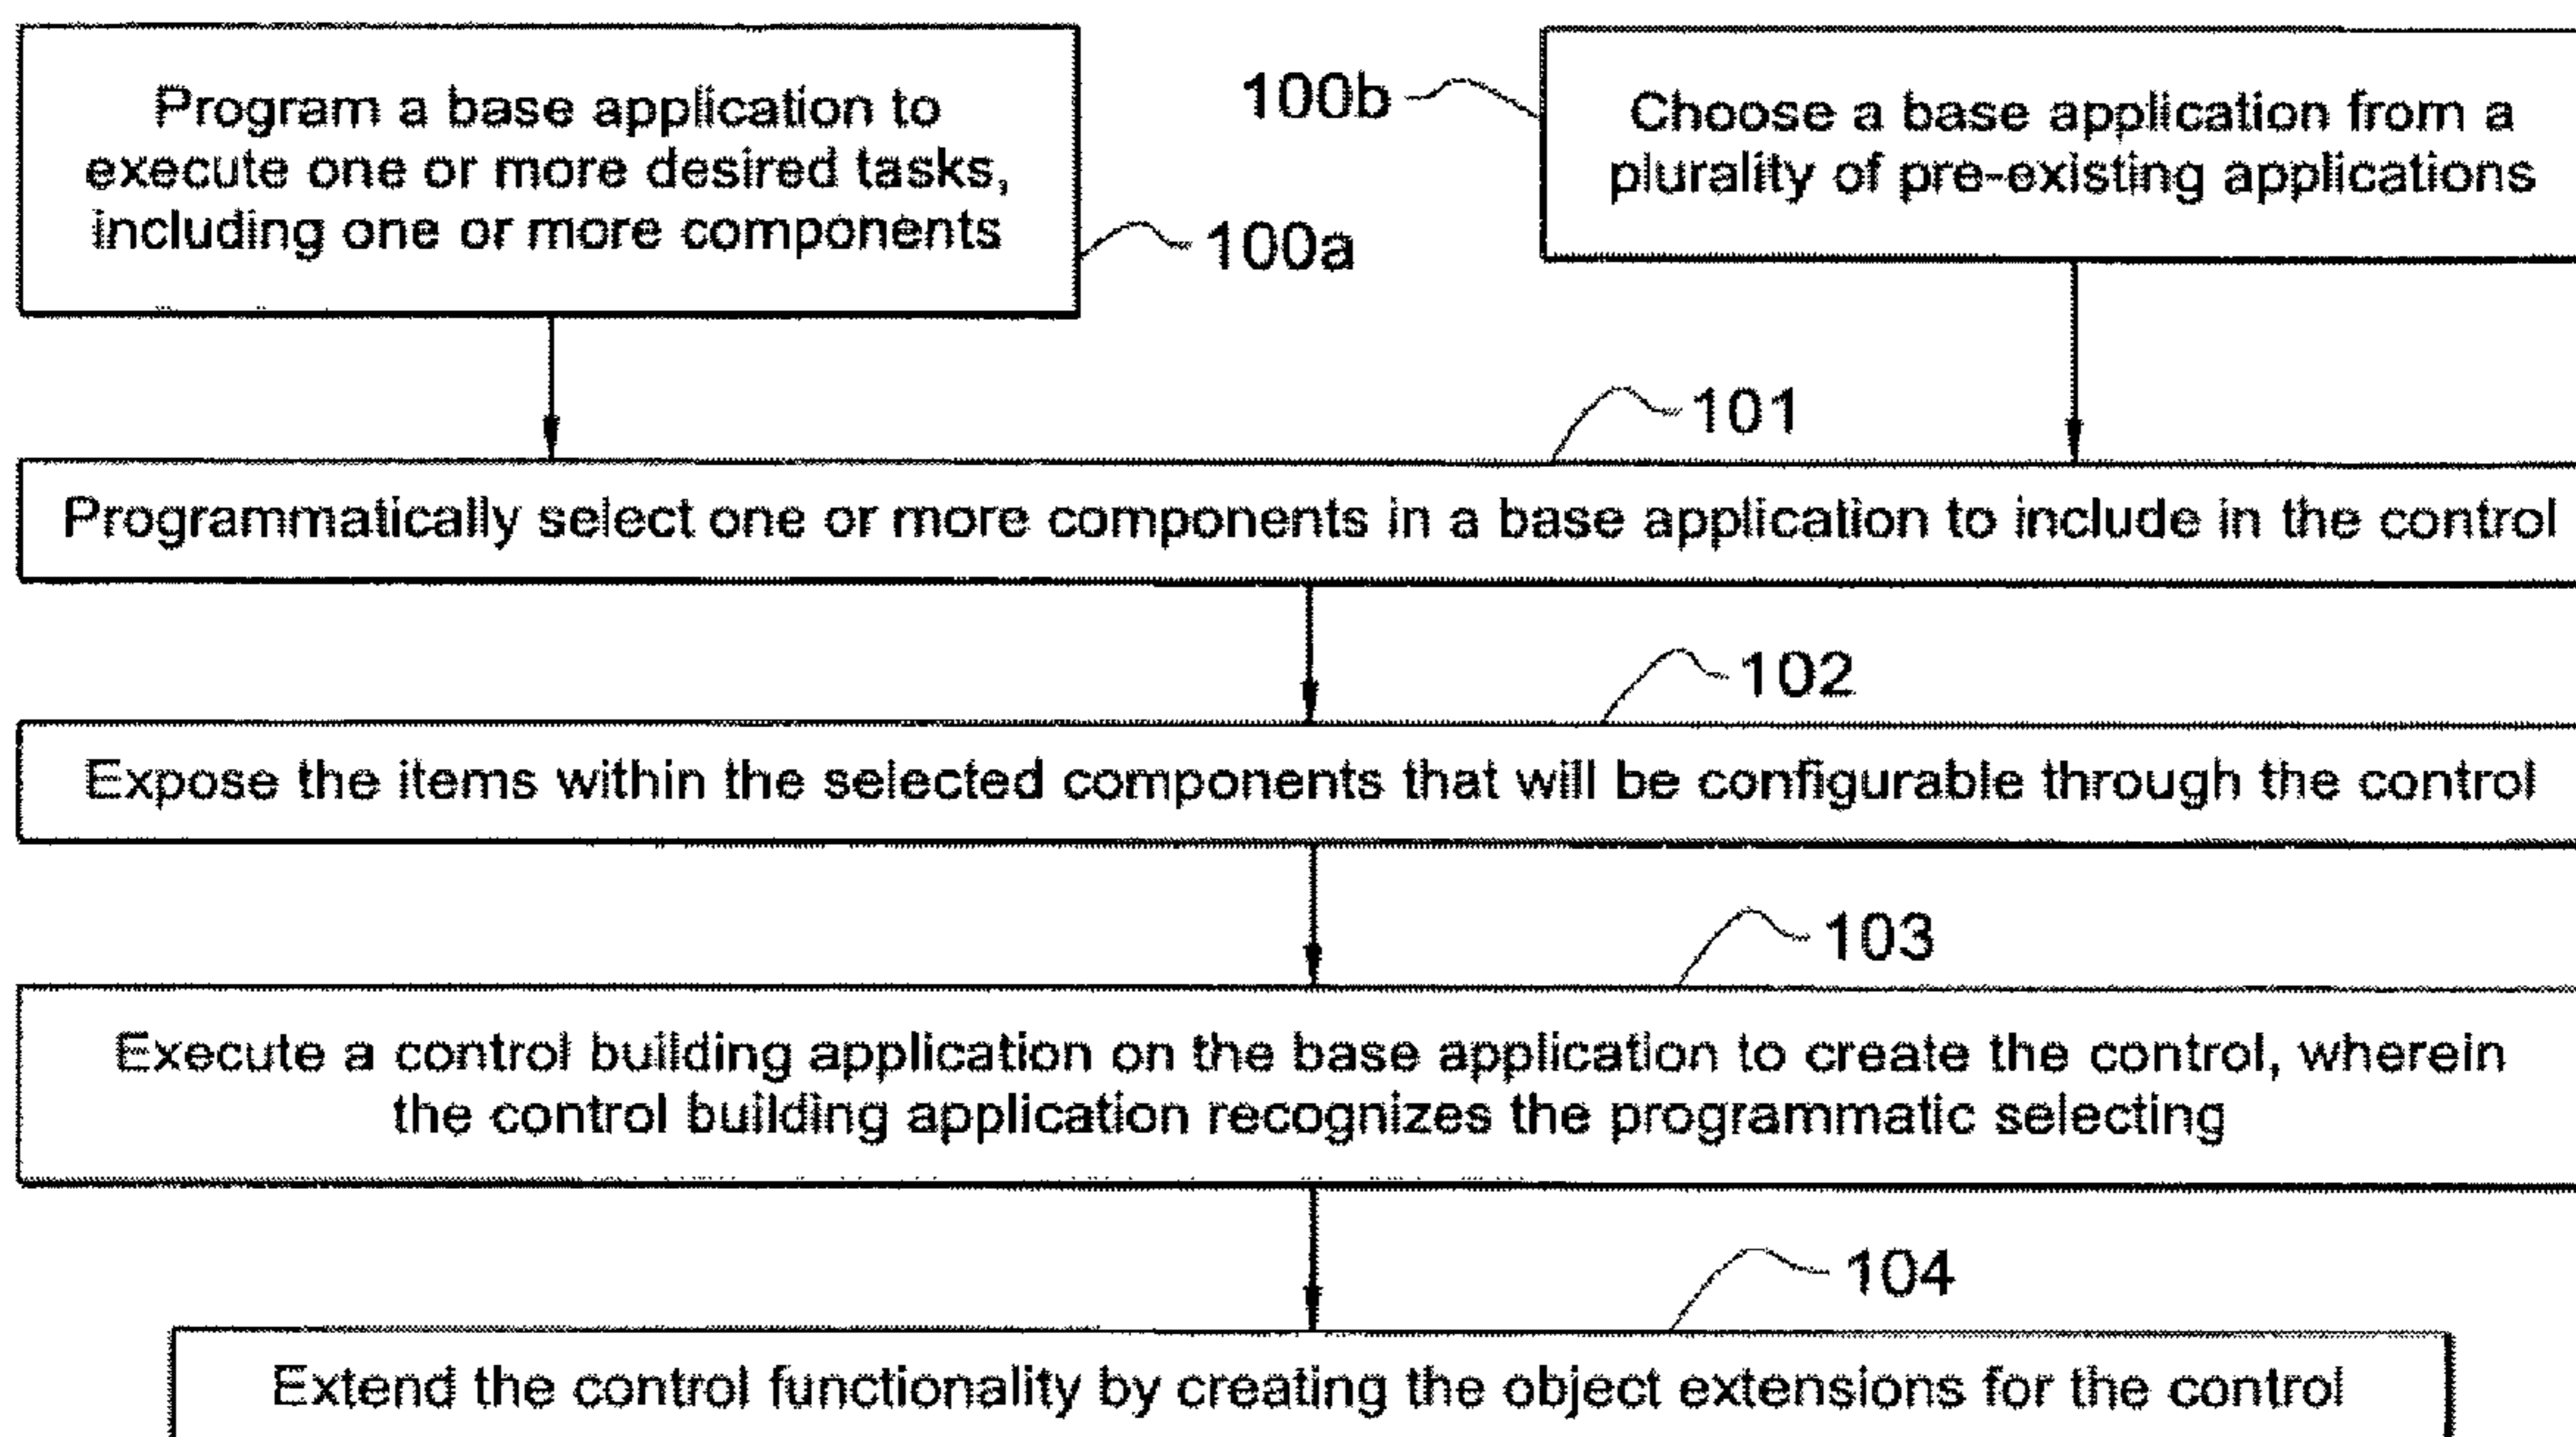 Program a base application to
execute one or more desired tasks,
including one or more components
100a
100b
Choose a base application from a
plurality of pre-existing applications
101
Programmatically select one or more components in a base application to include in the control
102
Expose the items within the selected components that will be configurable through the control
103
Execute a control building application on the base application to create the control, wherein
the control building application recognizes the programmatic selecting
104
Extend the control functionality by creating the object extensions for the control